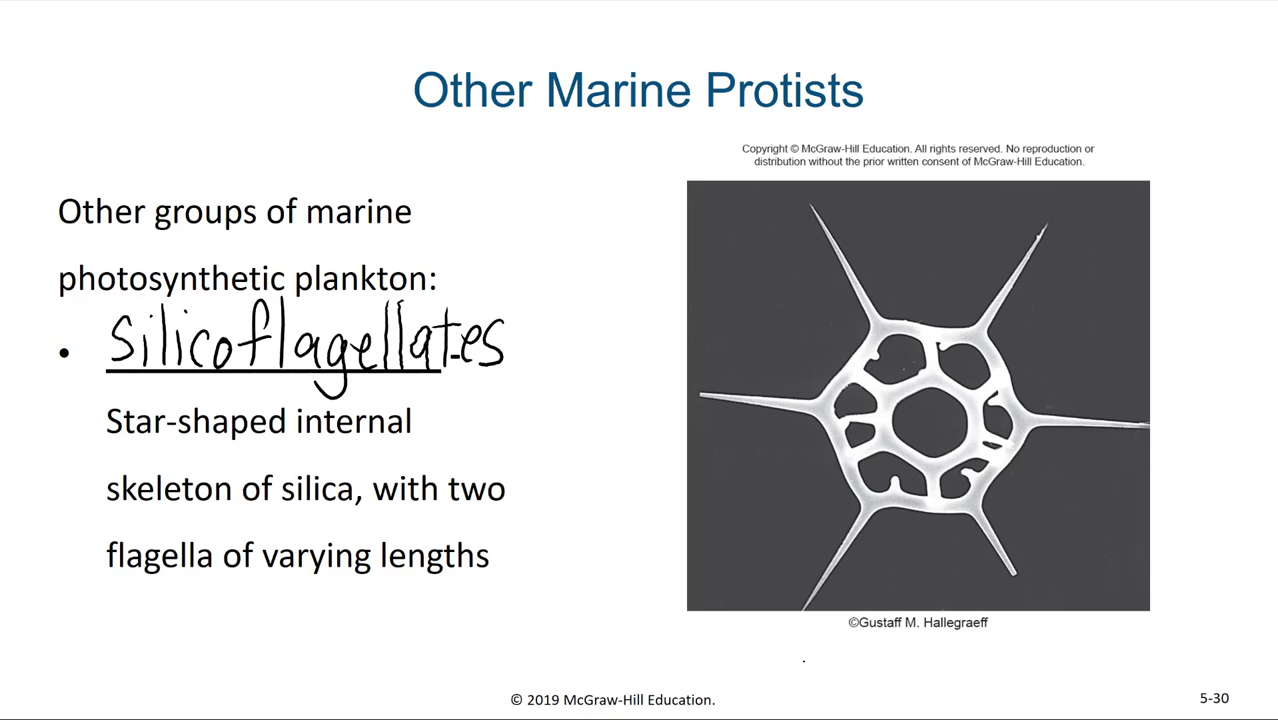 Other Marine Protists
Copyright © McGraw-Hill Education. All rights reserved. No reproduction or
distribution without the prior written consent of McGraw-Hill Education.
Other groups of marine
photosynthetic plankton:
• Silicoflagellates
Star-shaped internal
skeleton of silica, with two
flagella of varying lengths
©Gustaff M. Hallegraeff
© 2019 McGraw-Hill Education.
5-30